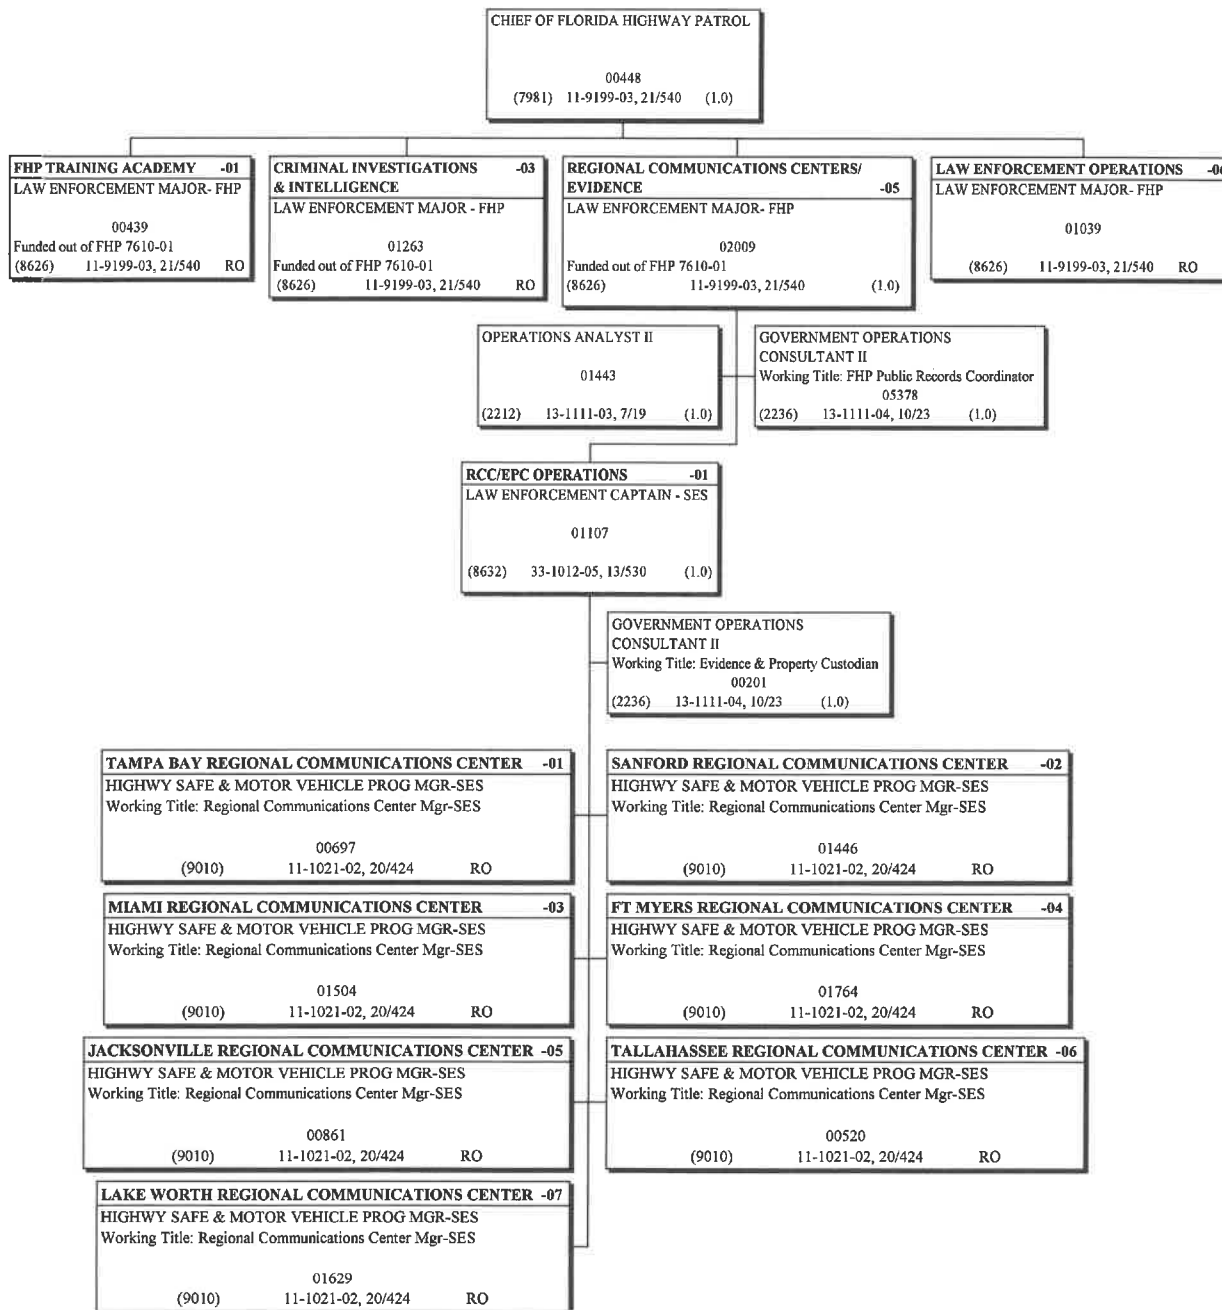 CHIEF OF FLORIDA HIGHWAY PATROL
00448
(7981) 11-9199-03, 21/540 (1.0)
FHP TRAINING ACADEMY -01
LAW ENFORCEMENT MAJOR- FHP
00439
Funded out of FHP 7610-01
(8626) 11-9199-03, 21/540 RO
CRIMINAL INVESTIGATIONS -03
& INTELLIGENCE
LAW ENFORCEMENT MAJOR - FHP
01263
Funded out of FHP 7610-01
(8626) 11-9199-03, 21/540 RO
REGIONAL COMMUNICATIONS CENTERS/
EVIDENCE -05
LAW ENFORCEMENT MAJOR- FHP
02009
Funded out of FHP 7610-01
(8626) 11-9199-03, 21/540 (1.0)
LAW ENFORCEMENT OPERATIONS -06
LAW ENFORCEMENT MAJOR- FHP
01039
(8626) 11-9199-03, 21/540 RO
OPERATIONS ANALYST II
01443
(2212) 13-1111-03, 7/19 (1.0)
GOVERNMENT OPERATIONS
CONSULTANT II
Working Title: FHP Public Records Coordinator
05378
(2236) 13-1111-04, 10/23 (1.0)
RCC/EPC OPERATIONS -01
LAW ENFORCEMENT CAPTAIN - SES
01107
(8632) 33-1012-05, 13/530 (1.0)
GOVERNMENT OPERATIONS
CONSULTANT II
Working Title: Evidence & Property Custodian
00201
(2236) 13-1111-04, 10/23 (1.0)
TAMPA BAY REGIONAL COMMUNICATIONS CENTER -01
HIGHWY SAFE & MOTOR VEHICLE PROG MGR-SES
Working Title: Regional Communications Center Mgr-SES
00697
(9010) 11-1021-02, 20/424 RO
SANFORD REGIONAL COMMUNICATIONS CENTER -02
HIGHWY SAFE & MOTOR VEHICLE PROG MGR-SES
Working Title: Regional Communications Center Mgr-SES
01446
(9010) 11-1021-02, 20/424 RO
MIAMI REGIONAL COMMUNICATIONS CENTER -03
HIGHWY SAFE & MOTOR VEHICLE PROG MGR-SES
Working Title: Regional Communications Center Mgr-SES
01504
(9010) 11-1021-02, 20/424 RO
FT MYERS REGIONAL COMMUNICATIONS CENTER -04
HIGHWY SAFE & MOTOR VEHICLE PROG MGR-SES
Working Title: Regional Communications Center Mgr-SES
01764
(9010) 11-1021-02, 20/424 RO
JACKSONVILLE REGIONAL COMMUNICATIONS CENTER -05
HIGHWY SAFE & MOTOR VEHICLE PROG MGR-SES
Working Title: Regional Communications Center Mgr-SES
00861
(9010) 11-1021-02, 20/424 RO
TALLAHASSEE REGIONAL COMMUNICATIONS CENTER -06
HIGHWY SAFE & MOTOR VEHICLE PROG MGR-SES
Working Title: Regional Communications Center Mgr-SES
00520
(9010) 11-1021-02, 20/424 RO
LAKE WORTH REGIONAL COMMUNICATIONS CENTER -07
HIGHWY SAFE & MOTOR VEHICLE PROG MGR-SES
Working Title: Regional Communications Center Mgr-SES
01629
(9010) 11-1021-02, 20/424 RO